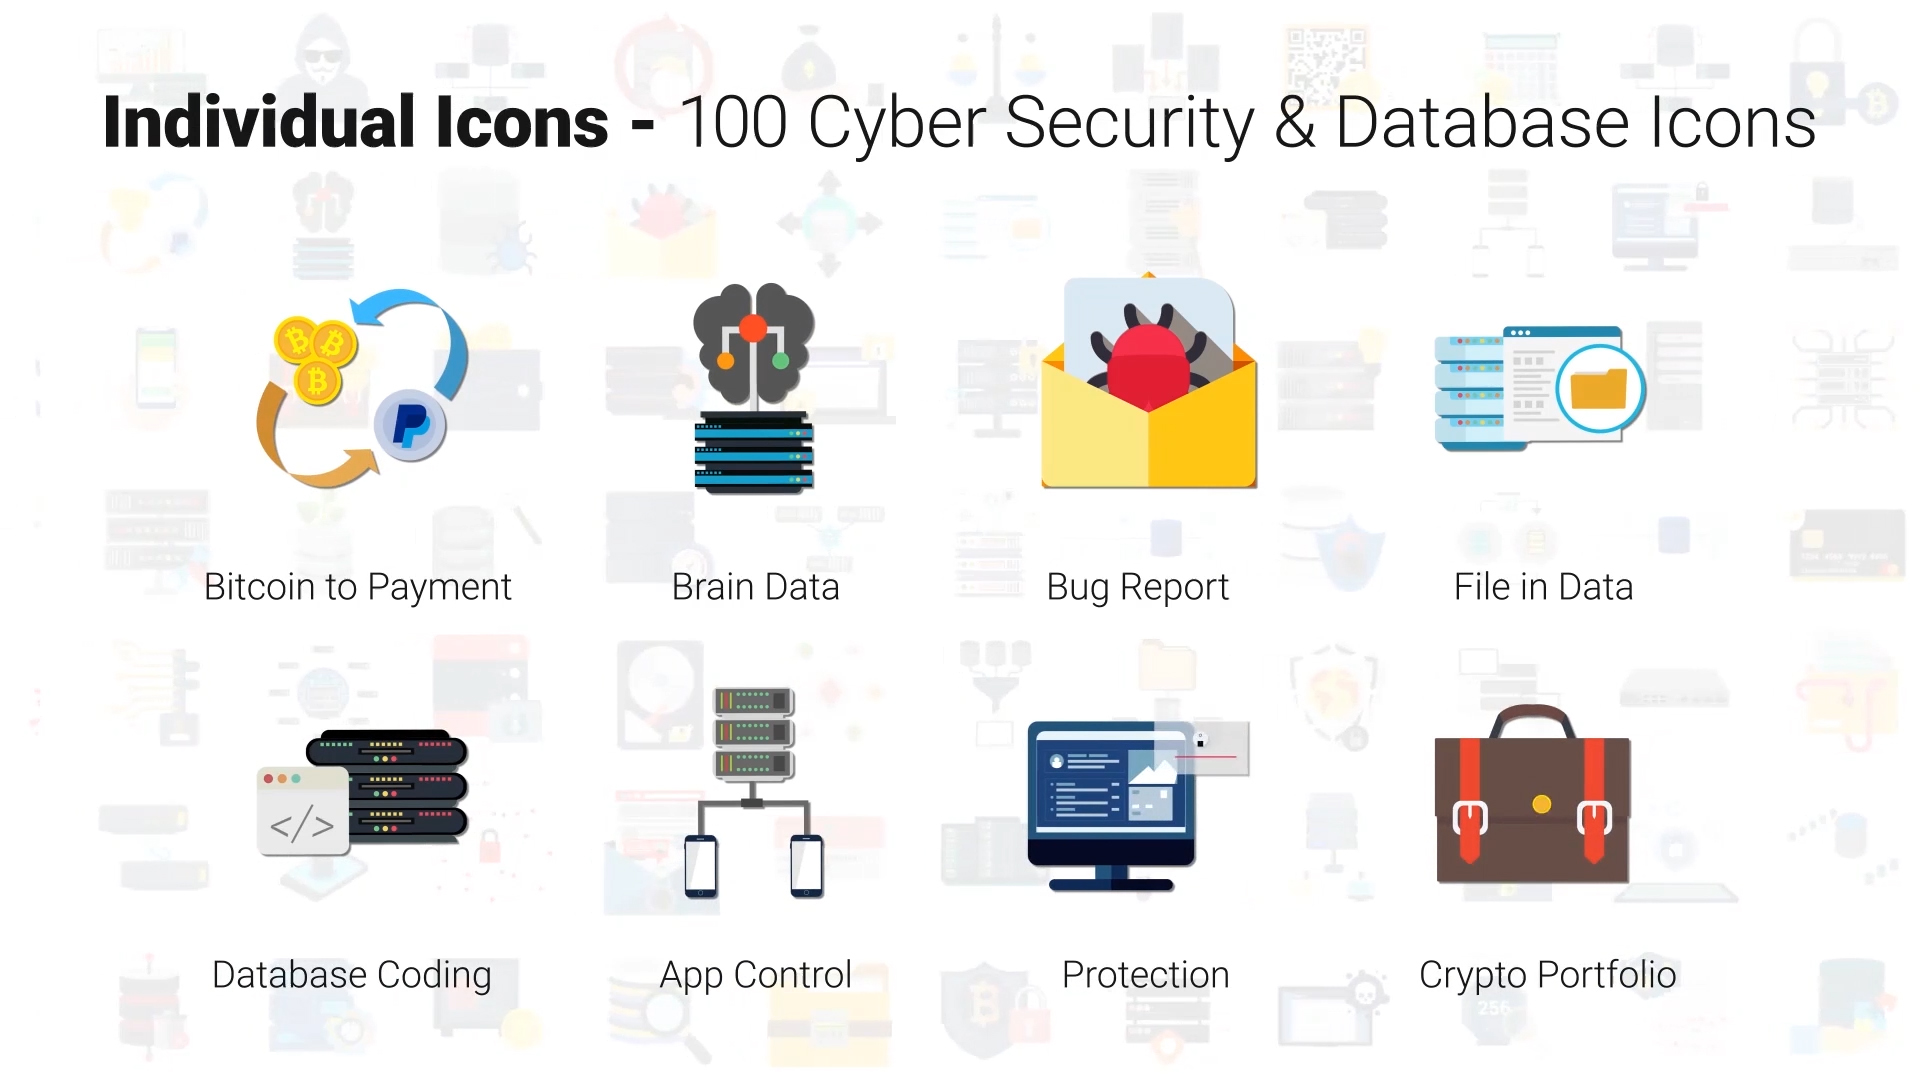 Individual Icons - 100 Cyber Security & Database Icons
Bitcoin to Payment
Brain Data
Bug Report
File in Data
</>
Database Coding
App Control
Protection
Crypto Portfolio
256